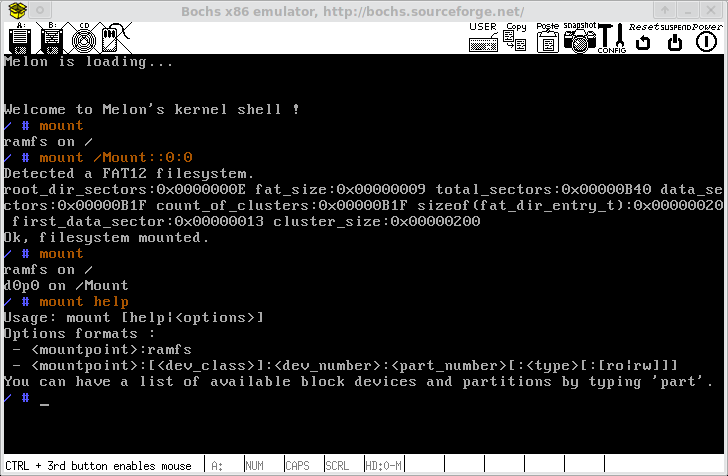 Bochs x86 emulator, http://bochs.sourceforge.net/
A: B: CD USER Copy Paste snapshot CONFIG Reset SUSPEND Power
Melon is loading...
Welcome to Melon's kernel shell !
/ # mount
ramfs on /
/ # mount /Mount::0:0
Detected a FAT12 filesystem.
root_dir_sectors:0x0000000E fat_size:0x00000009 total_sectors:0x00000B40 data_se
ctors:0x00000B1F count_of_clusters:0x00000B1F sizeof(fat_dir_entry_t):0x00000020
first_data_sector:0x00000013 cluster_size:0x00000200
Ok, filesystem mounted.
/ # mount
ramfs on /
d0p0 on /Mount
/ # mount help
Usage: mount [help|<options>]
Options formats :
- <mountpoint>:ramfs
- <mountpoint>:[<dev_class>]:<dev_number>:<part_number>[:<type>[:[ro|rw]]]
You can have a list of available block devices and partitions by typing 'part'.
/ # _
CTRL + 3rd button enables mouse A: NUM CAPS SCRL HD:0-M